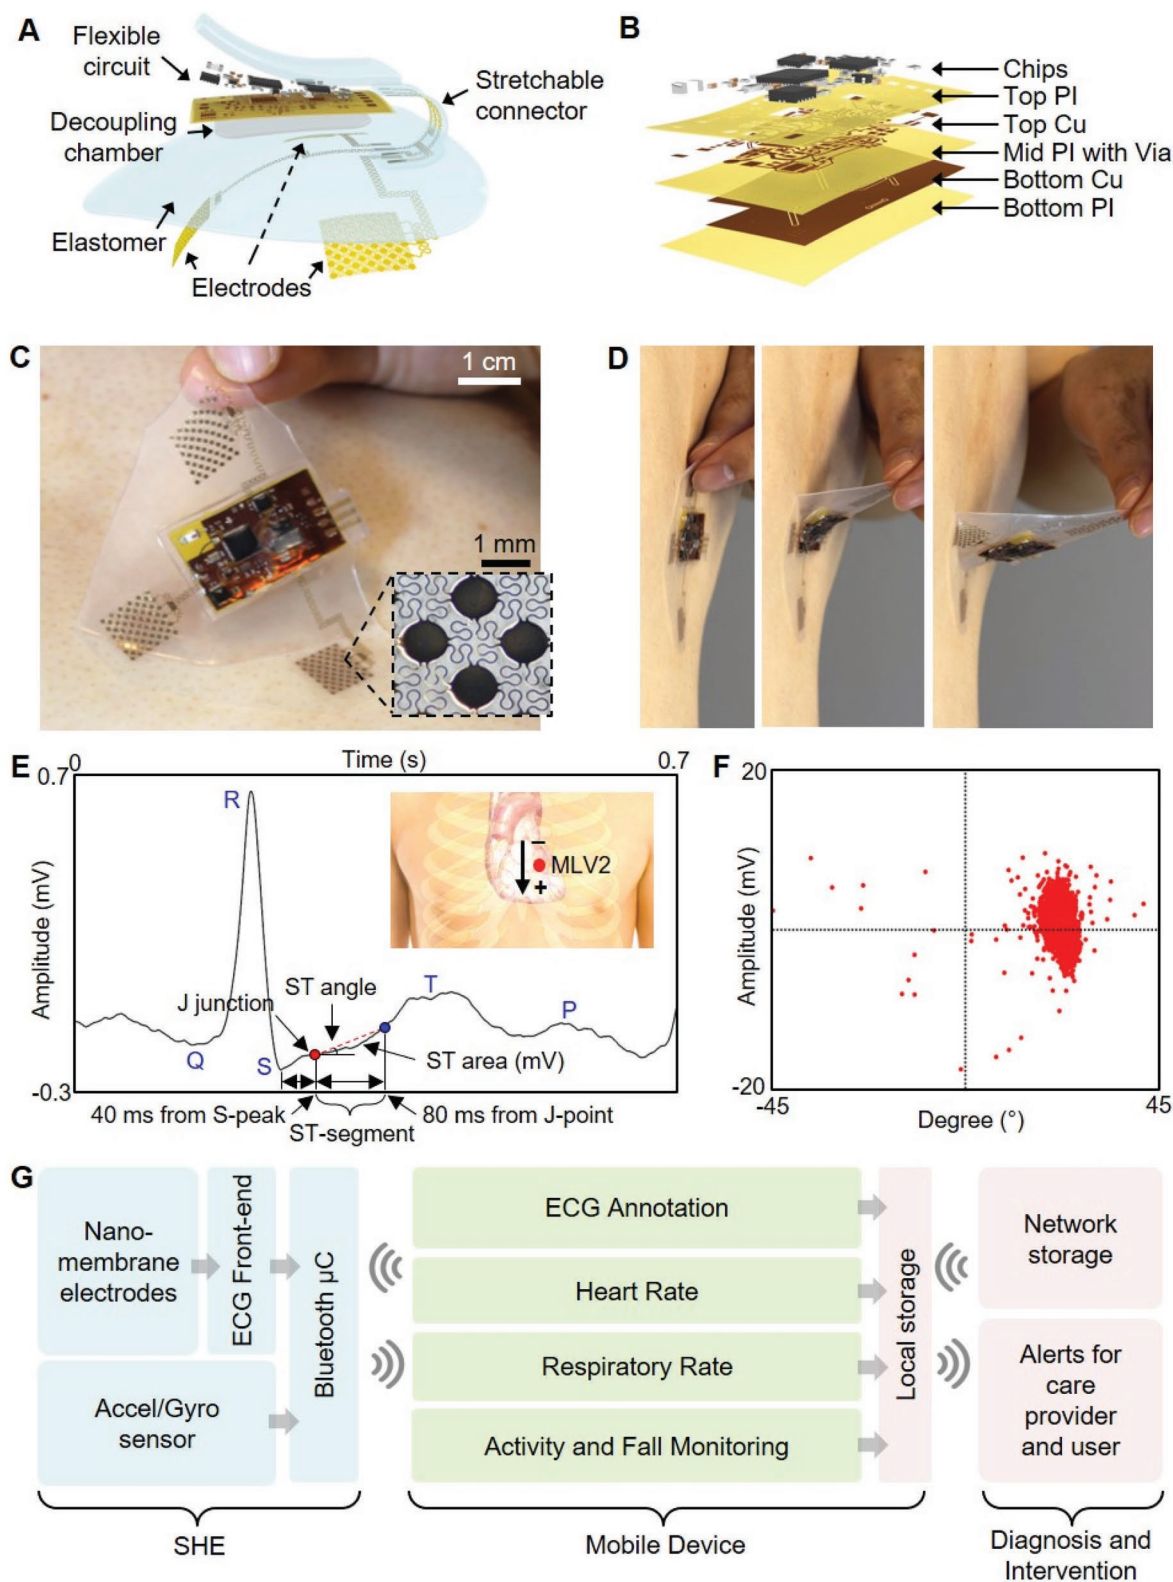 A
Flexible
circuit
Decoupling
chamber
Elastomer
Electrodes
Stretchable
connector
B
Chips
Top PI
Top Cu
Mid PI with Via
Bottom Cu
Bottom PI
C
1 cm
1 mm
D
E
0
Time (s)
0.7
0.7
Amplitude (mV)
-0.3
R
Q
S
T
P
J junction
ST angle
ST area (mV)
MLV2
−
+
40 ms from S-peak
80 ms from J-point
ST-segment
F
20
Amplitude (mV)
-20
-45
45
Degree (°)
G
Nano-
membrane
electrodes
ECG Front-end
Accel/Gyro
sensor
Bluetooth µC
ECG Annotation
Heart Rate
Respiratory Rate
Activity and Fall Monitoring
Local storage
Network
storage
Alerts for
care
provider
and user
SHE
Mobile Device
Diagnosis and
Intervention